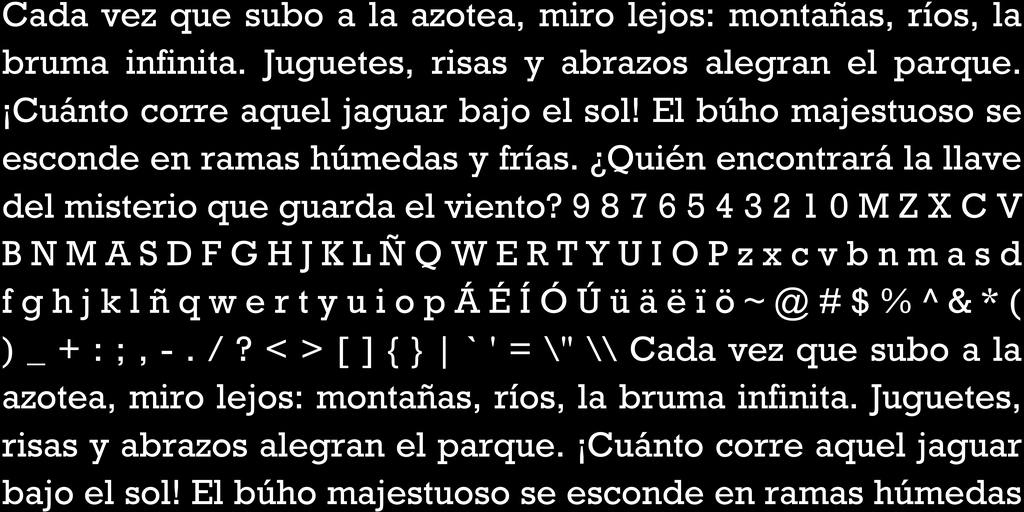 Cada vez que subo a la azotea, miro lejos: montañas, ríos, la
bruma infinita. Juguetes, risas y abrazos alegran el parque.
¡Cuánto corre aquel jaguar bajo el sol! El búho majestuoso se
esconde en ramas húmedas y frías. ¿Quién encontrará la llave
del misterio que guarda el viento? 9 8 7 6 5 4 3 2 1 0 M Z X C V
B N M A S D F G H J K L Ñ Q W E R T Y U I O P z x c v b n m a s d
f g h j k l ñ q w e r t y u i o p Á É Í Ó Ú ü ä ë ï ö ~ @ # $ % ^ & * (
) _ + : ; , - . / ? < > [ ] { } | ` ' = \" \\ Cada vez que subo a la
azotea, miro lejos: montañas, ríos, la bruma infinita. Juguetes,
risas y abrazos alegran el parque. ¡Cuánto corre aquel jaguar
bajo el sol! El búho majestuoso se esconde en ramas húmedas